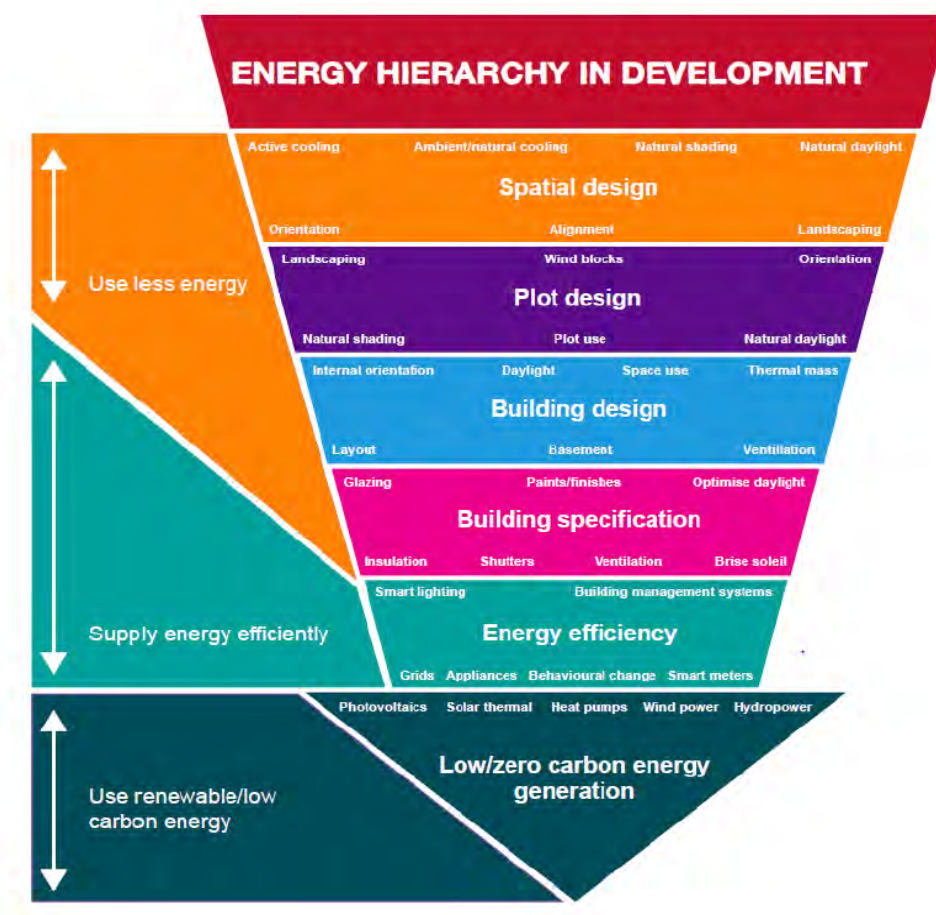 ENERGY HIERARCHY IN DEVELOPMENT
Active cooling Ambient/natural cooling Natural shading Natural daylight
Spatial design
Orientation Alignment Landscaping
Use less energy
Landscaping Wind blocks Orientation
Plot design
Natural shading Plot use Natural daylight
Internal orientation Daylight Space use Thermal mass
Building design
Layout Basement Ventillation
Glazing Paints/finishes Optimise daylight
Building specification
Insulation Shutters Ventilation Brise soleil
Smart lighting Building management systems
Supply energy efficiently
Energy efficiency
Grids Appliances Behavioural change Smart meters
Photovoltaics Solar thermal Heat pumps Wind power Hydropower
Low/zero carbon energy
generation
Use renewable/low
carbon energy